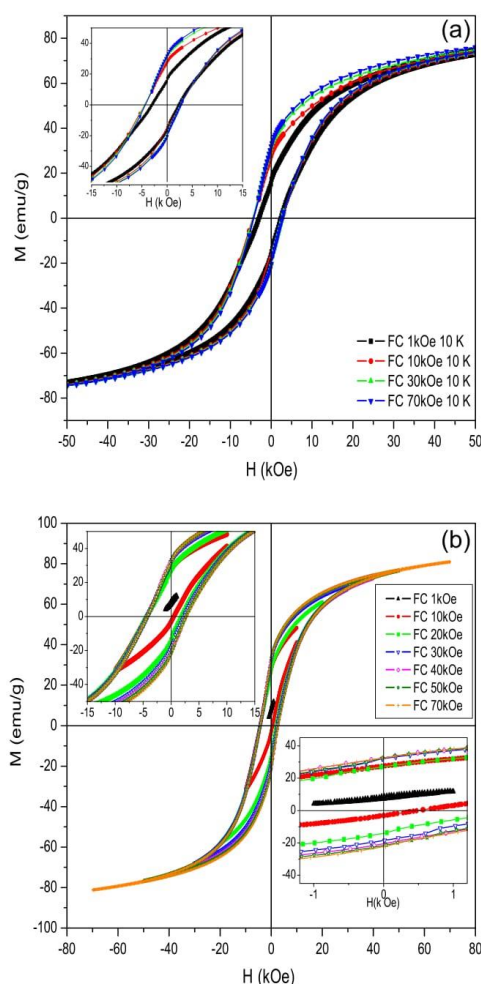 (a)
80
60
40
20
0
-20
-40
-60
-80
M (emu/g)
40
20
0
-20
-40
-15 -10 -5 0 5 10 15
H (k Oe)
FC 1kOe 10 K
FC 10kOe 10 K
FC 30kOe 10 K
FC 70kOe 10 K
-50 -40 -30 -20 -10 0 10 20 30 40 50
H (kOe)
(b)
100
80
60
40
20
0
-20
-40
-60
-80
-100
M (emu/g)
40
20
0
-20
-40
-15 -10 -5 0 5 10 15
FC 1kOe
FC 10kOe
FC 20kOe
FC 30kOe
FC 40kOe
FC 50kOe
FC 70kOe
40
20
0
-20
-40
-1 0 1
H(k Oe)
-80 -60 -40 -20 0 20 40 60 80
H (kOe)